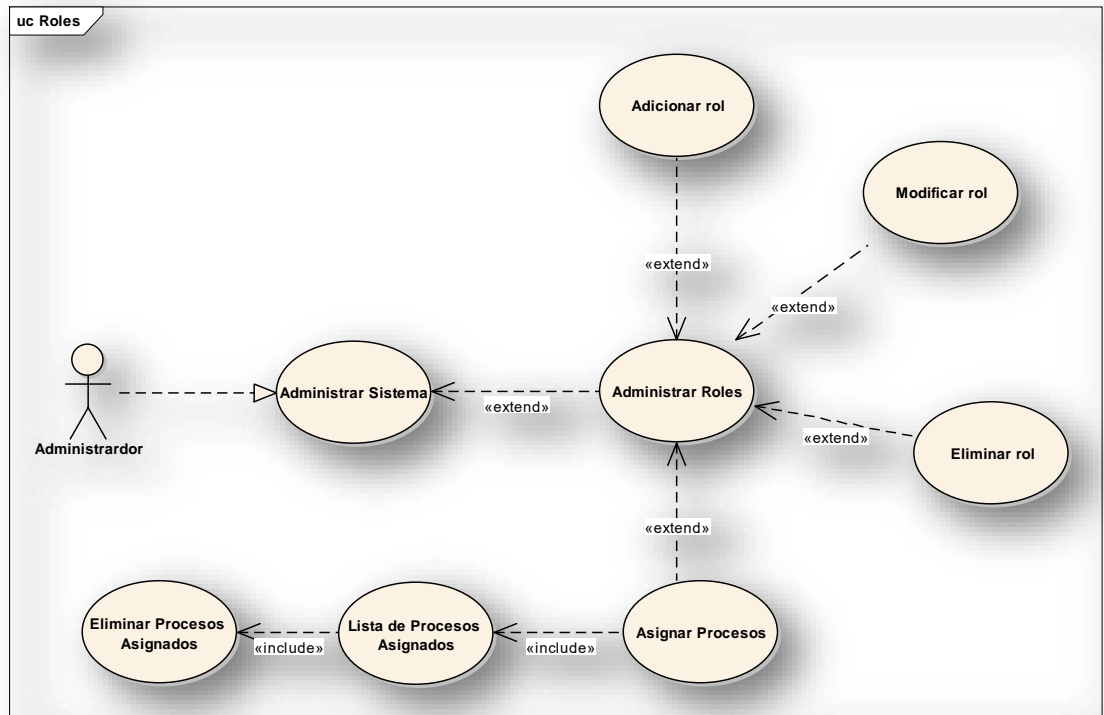 uc Roles
Adicionar rol
Modificar rol
«extend»
«extend»
Administrar Sistema
Administrar Roles
«extend»
«extend»
Administrardor
Eliminar rol
«extend»
Eliminar Procesos
Asignados
Lista de Procesos
Asignados
Asignar Procesos
«include»
«include»